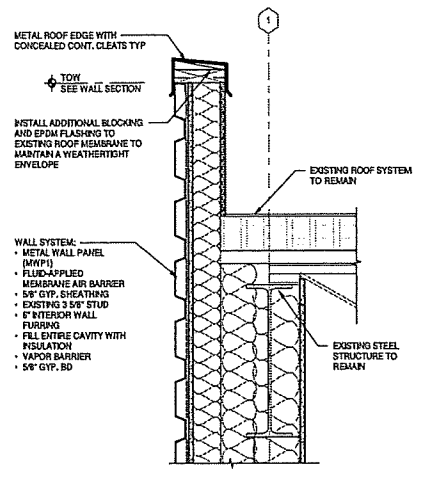 1
METAL ROOF EDGE WITH
CONCEALED CONT. CLEATS TYP
TOW
SEE WALL SECTION
INSTALL ADDITIONAL BLOCKING
AND EPDM FLASHING TO
EXISTING ROOF MEMBRANE TO
MAINTAIN A WEATHERTIGHT
ENVELOPE
EXISTING ROOF SYSTEM
TO REMAIN
WALL SYSTEM:
• METAL WALL PANEL
(MWP1)
• FLUID-APPLIED
MEMBRANE AIR BARRIER
• 5/8" GYP. SHEATHING
• EXISTING 3 5/8" STUD
• 6" INTERIOR WALL
FURRING
• FILL ENTIRE CAVITY WITH
INSULATION
• VAPOR BARRIER
• 5/8" GYP. BD
EXISTING STEEL
STRUCTURE TO
REMAIN